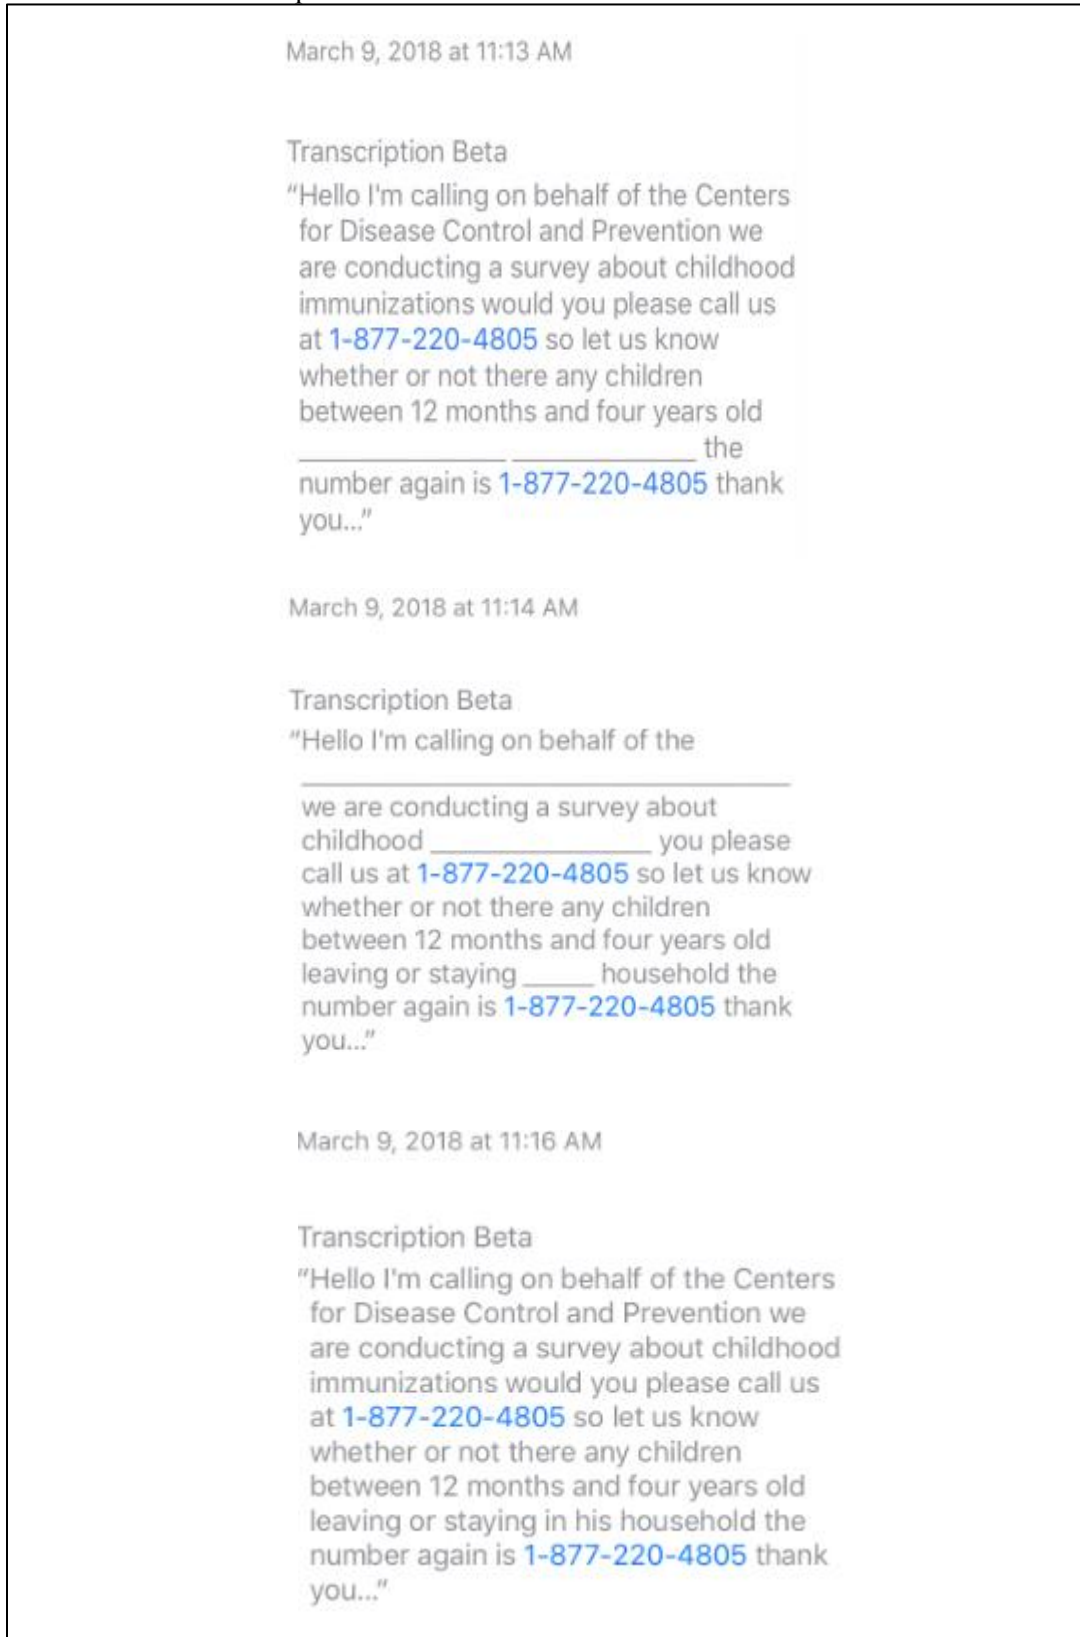 March 9, 2018 at 11:13 AM
Transcription Beta
“Hello I'm calling on behalf of the Centers
for Disease Control and Prevention we
are conducting a survey about childhood
immunizations would you please call us
at 1-877-220-4805 so let us know
whether or not there any children
between 12 months and four years old
______________ ____________ the
number again is 1-877-220-4805 thank
you...”
March 9, 2018 at 11:14 AM
Transcription Beta
“Hello I'm calling on behalf of the
_________________________________
we are conducting a survey about
childhood _______________ you please
call us at 1-877-220-4805 so let us know
whether or not there any children
between 12 months and four years old
leaving or staying _____ household the
number again is 1-877-220-4805 thank
you...”
March 9, 2018 at 11:16 AM
Transcription Beta
“Hello I'm calling on behalf of the Centers
for Disease Control and Prevention we
are conducting a survey about childhood
immunizations would you please call us
at 1-877-220-4805 so let us know
whether or not there any children
between 12 months and four years old
leaving or staying in his household the
number again is 1-877-220-4805 thank
you...”